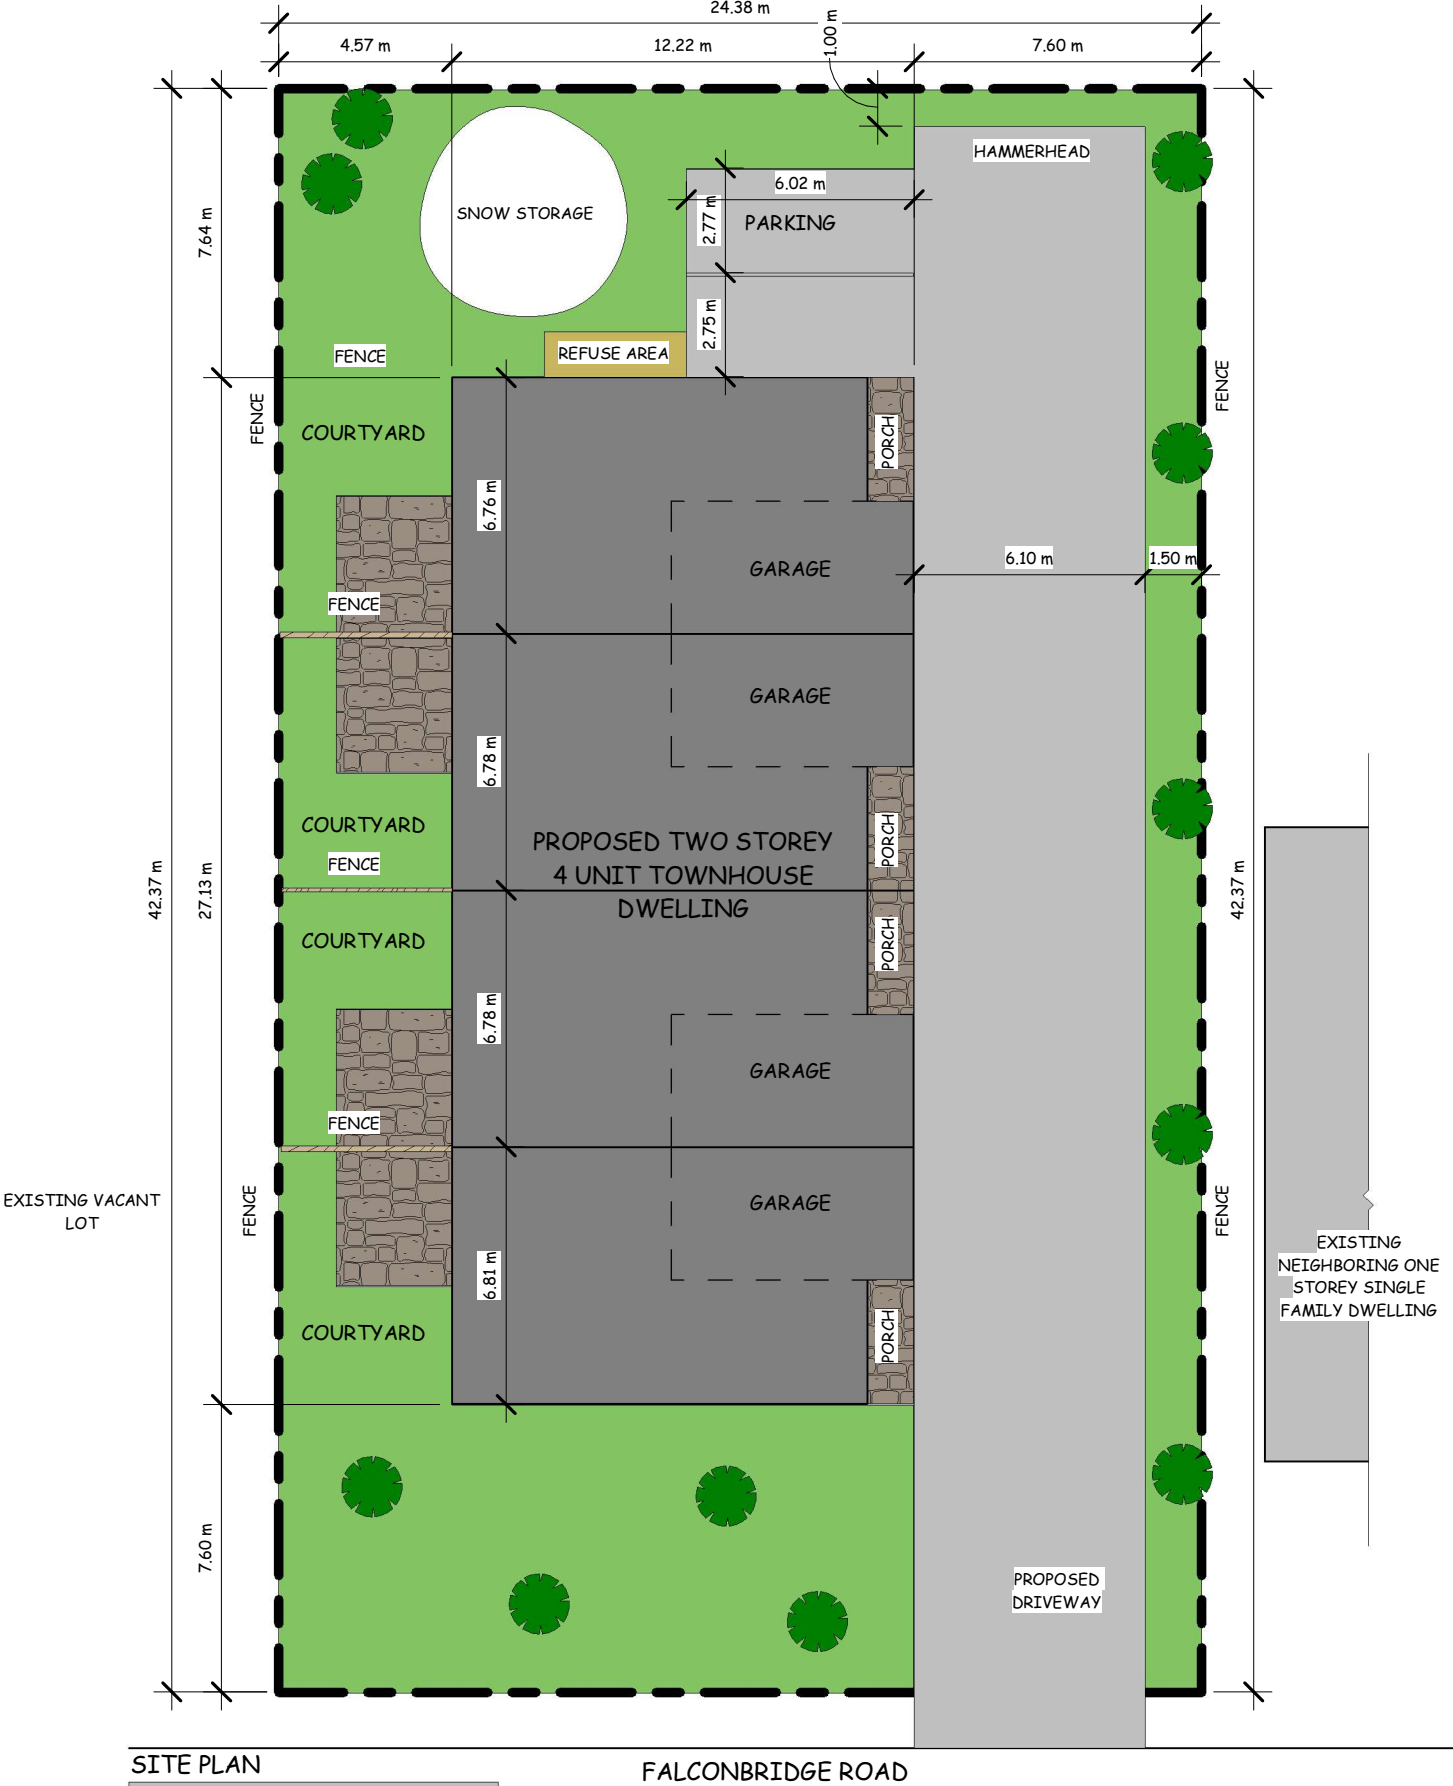 24.38 m
4.57 m
12.22 m
1.00 m
7.60 m
HAMMERHEAD
6.02 m
SNOW STORAGE
2.77 m
PARKING
7.64 m
2.75 m
REFUSE AREA
FENCE
FENCE
FENCE
COURTYARD
PORCH
6.76 m
6.10 m
1.50 m
GARAGE
FENCE
GARAGE
6.78 m
COURTYARD
PROPOSED TWO STOREY
4 UNIT TOWNHOUSE
DWELLING
PORCH
FENCE
42.37 m
27.13 m
42.37 m
COURTYARD
PORCH
6.78 m
GARAGE
FENCE
EXISTING VACANT
LOT
FENCE
GARAGE
FENCE
EXISTING
NEIGHBORING ONE
STOREY SINGLE
FAMILY DWELLING
6.81 m
COURTYARD
PORCH
7.60 m
PROPOSED
DRIVEWAY
SITE PLAN
FALCONBRIDGE ROAD